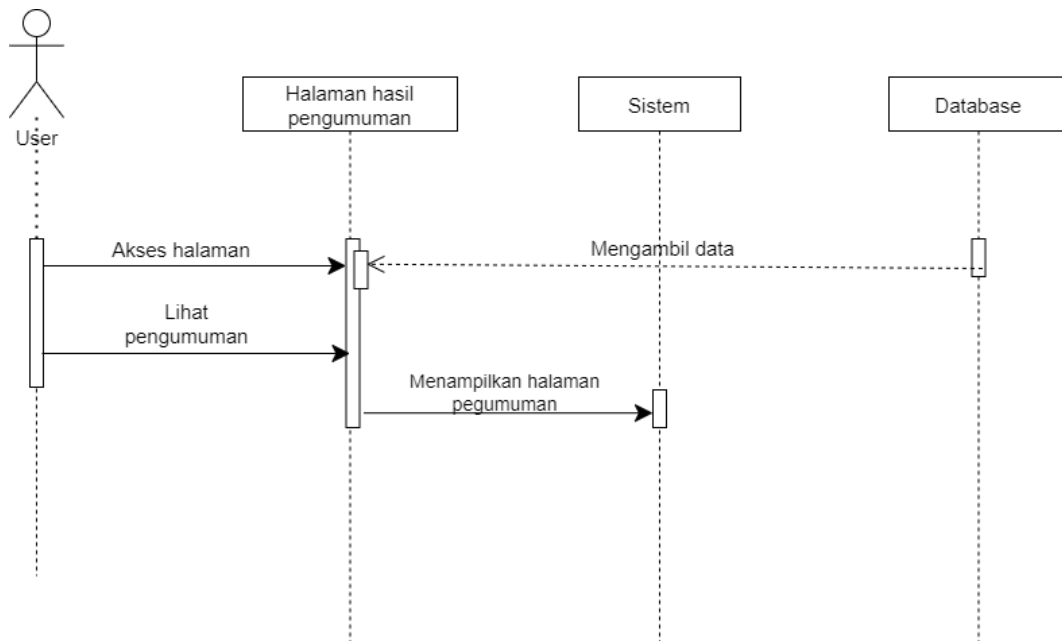 User
Halaman hasil
pengumuman
Sistem
Database
Akses halaman
Mengambil data
Lihat
pengumuman
Menampilkan halaman
pegumuman